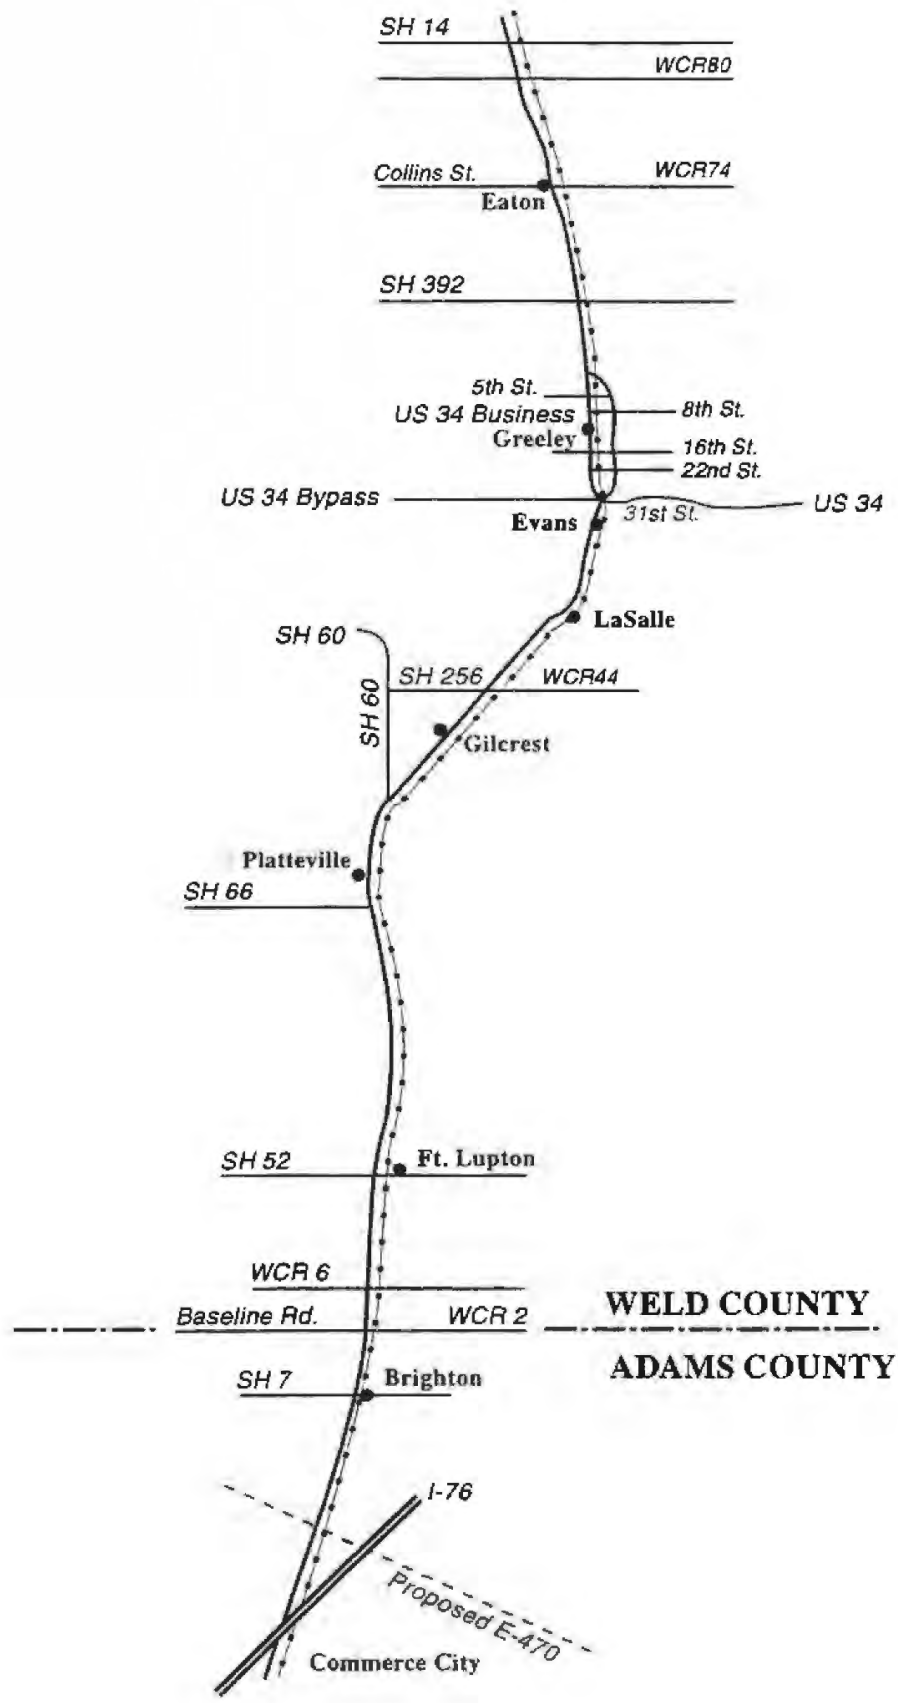 SH 14
WCR80
Collins St.
WCR74
Eaton
SH 392
5th St.
US 34 Business
8th St.
Greeley
16th St.
22nd St.
US 34 Bypass
US 34
Evans
31st St.
LaSalle
SH 60
SH 256
WCR44
SH 60
Gilcrest
Platteville
SH 66
SH 52
Ft. Lupton
WCR 6
WELD COUNTY
Baseline Rd.
WCR 2
ADAMS COUNTY
SH 7
Brighton
I-76
Proposed E-470
Commerce City